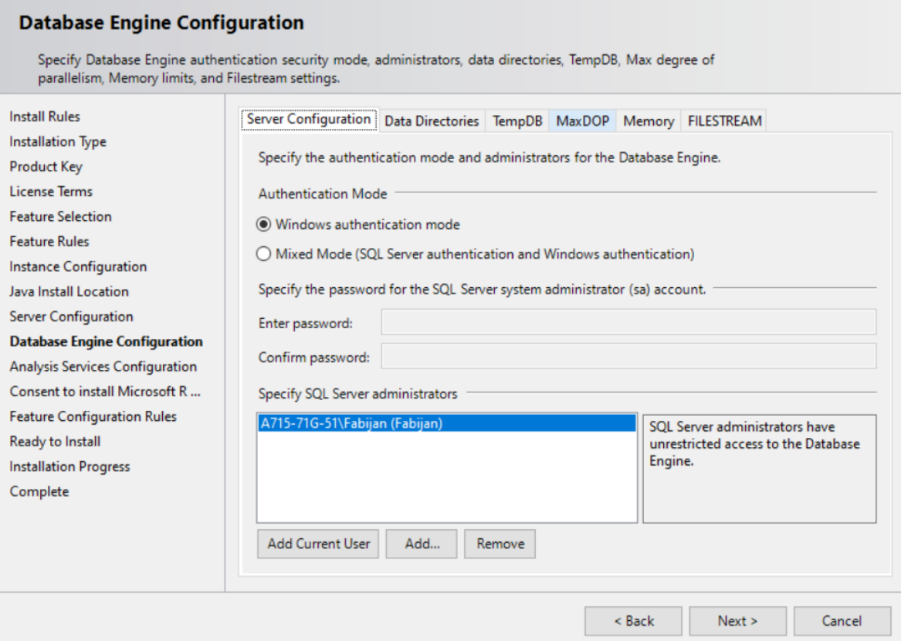 Database Engine Configuration
Specify Database Engine authentication security mode, administrators, data directories, TempDB, Max degree of
parallelism, Memory limits, and Filestream settings.
Install Rules
Installation Type
Product Key
License Terms
Feature Selection
Feature Rules
Instance Configuration
Java Install Location
Server Configuration
Database Engine Configuration
Analysis Services Configuration
Consent to install Microsoft R ...
Feature Configuration Rules
Ready to Install
Installation Progress
Complete
Server Configuration Data Directories TempDB MaxDOP Memory FILESTREAM
Specify the authentication mode and administrators for the Database Engine.
Authentication Mode
Windows authentication mode
Mixed Mode (SQL Server authentication and Windows authentication)
Specify the password for the SQL Server system administrator (sa) account.
Enter password:
Confirm password:
Specify SQL Server administrators
A715-71G-51\Fabijan (Fabijan)
SQL Server administrators have
unrestricted access to the Database
Engine.
Add Current User Add... Remove
< Back Next > Cancel